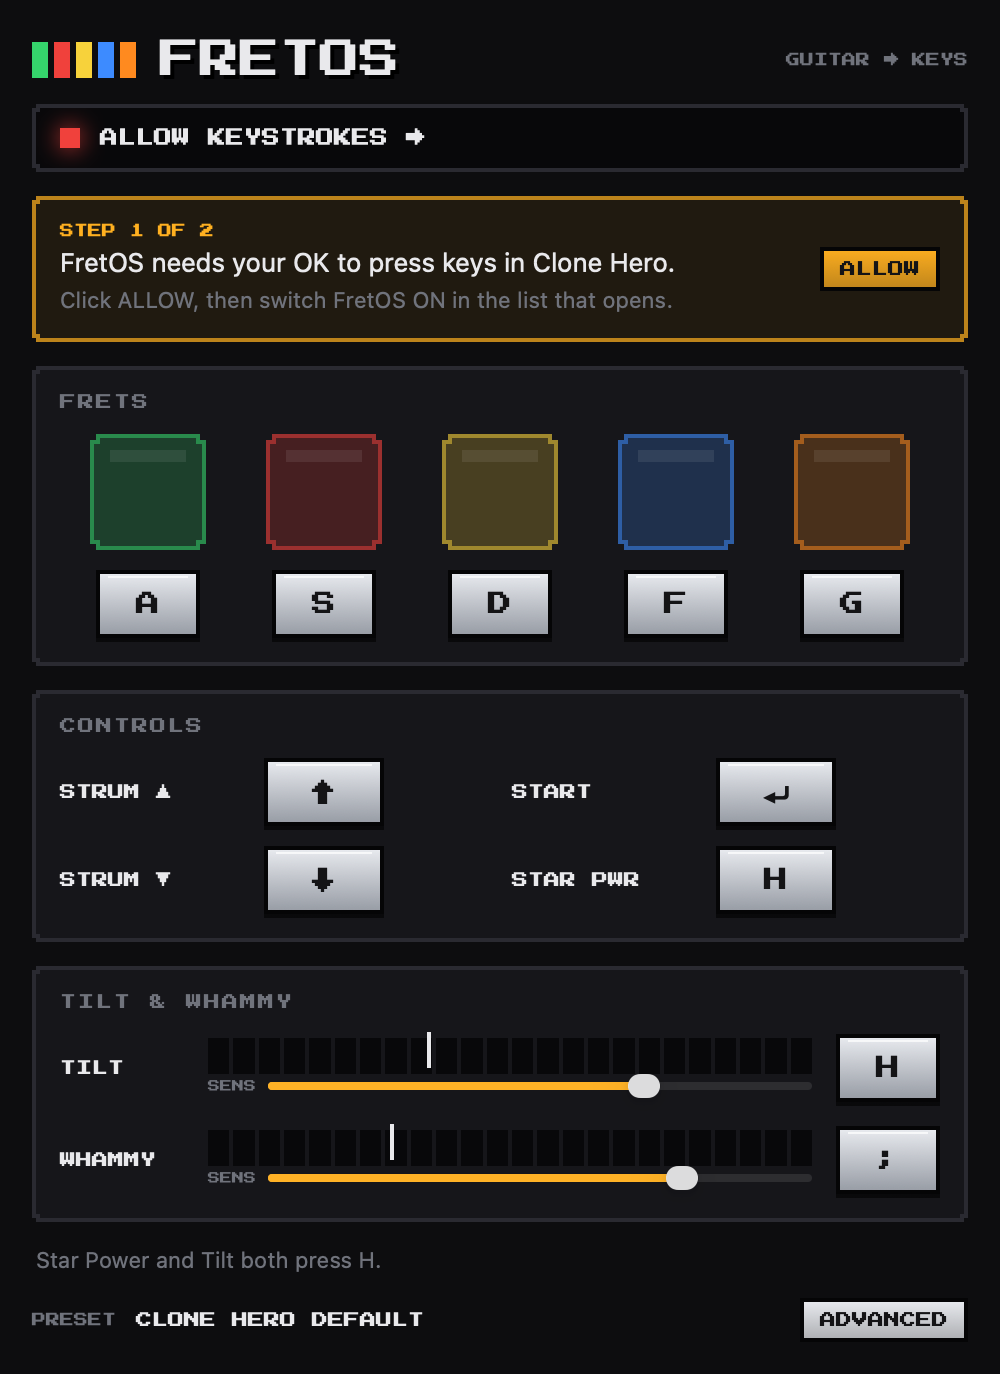 FRETOS
GUITAR → KEYS
ALLOW KEYSTROKES →
STEP 1 OF 2
FretOS needs your OK to press keys in Clone Hero.
Click ALLOW, then switch FretOS ON in the list that opens.
ALLOW
FRETS
A S D F G
CONTROLS
STRUM ▲ ↑ START ↵
STRUM ▼ ↓ STAR PWR H
TILT & WHAMMY
TILT H
SENS
WHAMMY ;
SENS
Star Power and Tilt both press H.
PRESET CLONE HERO DEFAULT ADVANCED